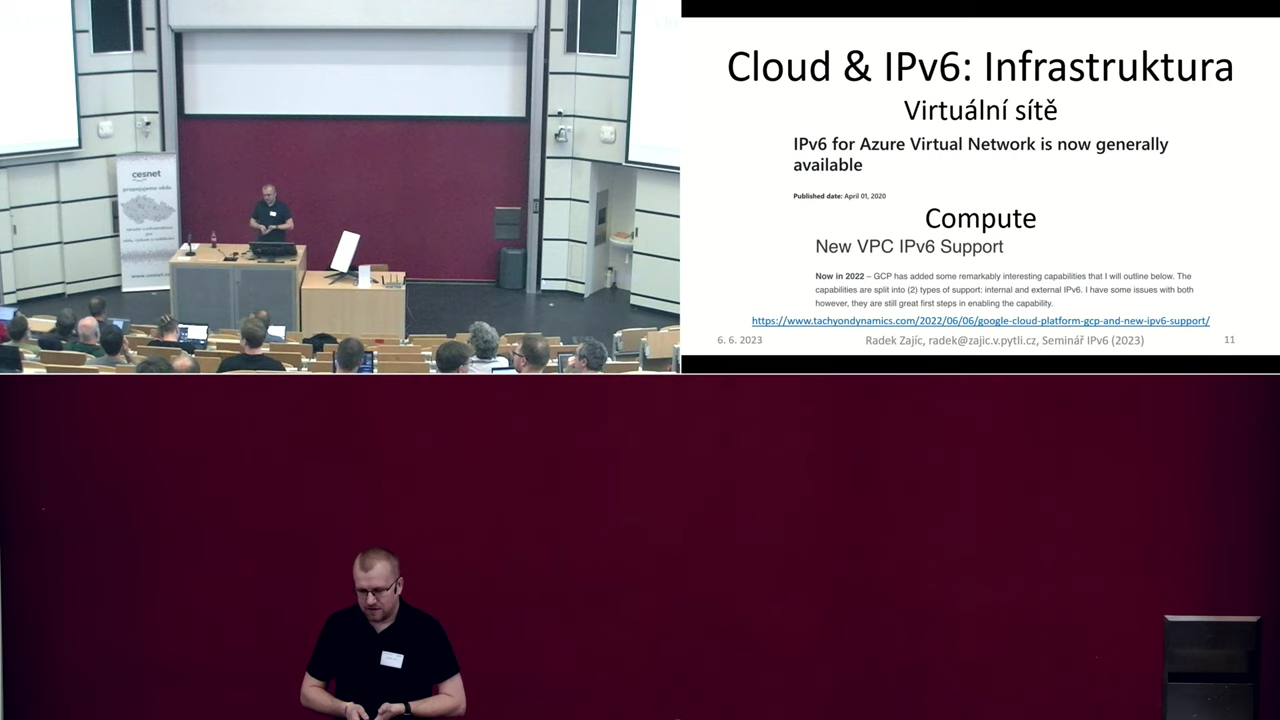 cesnet
propojujeme vědu
www.cesnet.cz
Cloud & IPv6: Infrastruktura
Virtuální sítě
IPv6 for Azure Virtual Network is now generally
available
Published date: April 01, 2020
Compute
New VPC IPv6 Support
Now in 2022 – GCP has added some remarkably interesting capabilities that I will outline below. The
capabilities are split into (2) types of support: internal and external IPv6. I have some issues with both
however, they are still great first steps in enabling the capability.
https://www.tachyondynamics.com/2022/06/06/google-cloud-platform-gcp-and-new-ipv6-support/
6. 6. 2023
Radek Zajíc, radek@zajic.v.pytli.cz, Seminář IPv6 (2023)
11